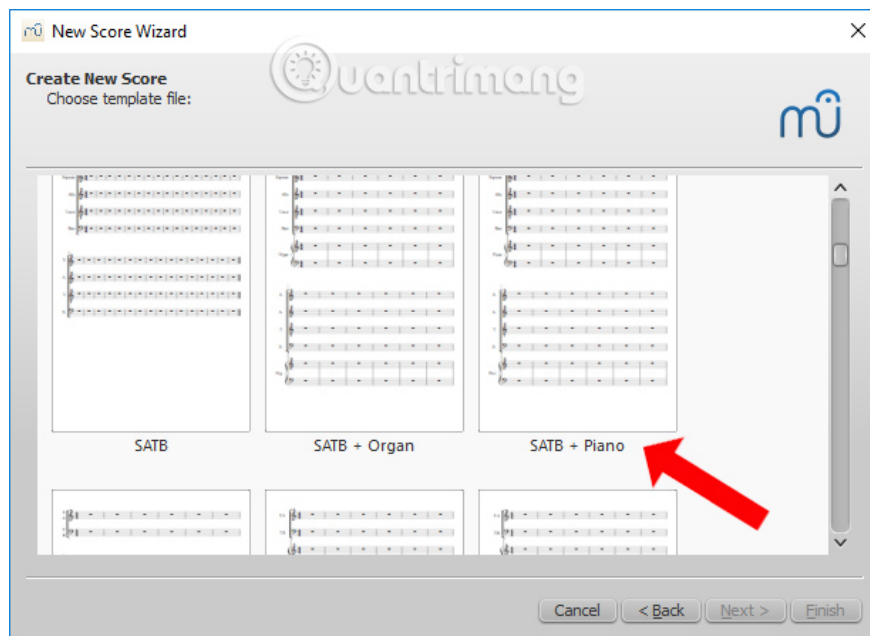 New Score Wizard
Quantrimang
Create New Score
Choose template file:
SATB
SATB + Organ
SATB + Piano
Cancel
< Back
Next >
Finish